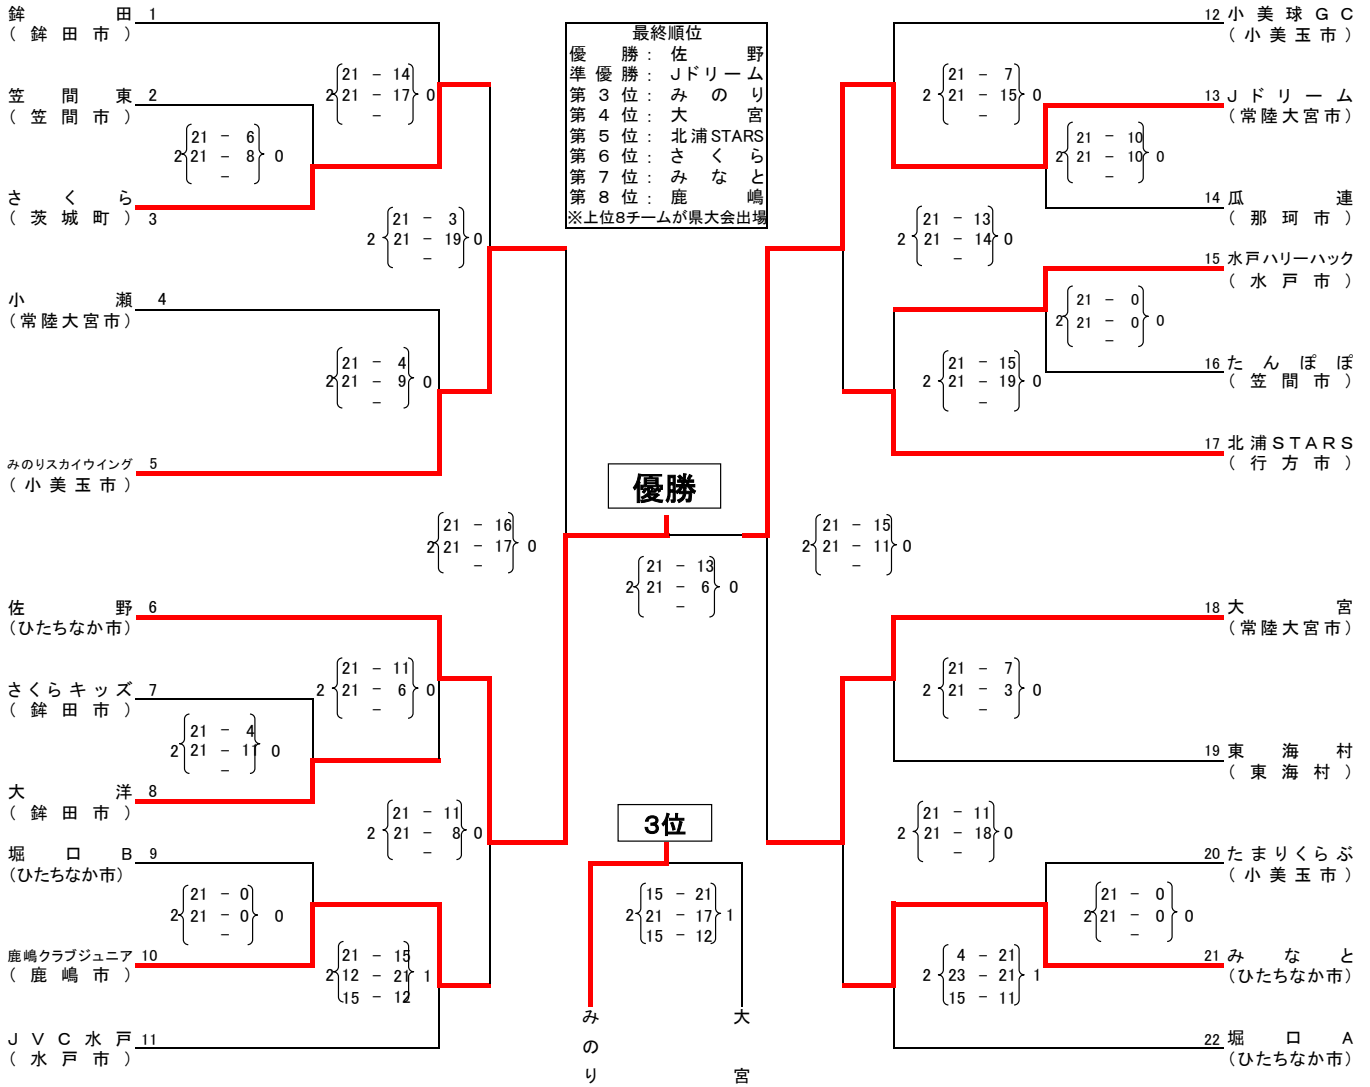 鉾田 1
(鉾田市)
笠間東 2
(笠間市)
さくら
(茨城町) 3
小瀬 4
(常陸大宮市)
みのりスカイウイング 5
(小美玉市)
佐野 6
(ひたちなか市)
さくらキッズ 7
(鉾田市)
大洋 8
(鉾田市)
堀口B 9
(ひたちなか市)
鹿嶋クラブジュニア 10
(鹿嶋市)
JVC水戸 11
(水戸市)
21 - 14
2 21 - 17 0
-
21 - 6
2 21 - 8 0
-
21 - 3
2 21 - 19 0
-
21 - 4
2 21 - 9 0
-
21 - 16
2 21 - 17 0
-
21 - 11
2 21 - 6 0
-
21 - 4
2 21 - 11 0
-
21 - 11
2 21 - 8 0
-
21 - 0
2 21 - 0 0
-
21 - 15
2 12 - 21 1
15 - 12
最終順位
優勝: 佐野
準優勝: Jドリーム
第3位: みのり
第4位: 大宮
第5位: 北浦STARS
第6位: さくら
第7位: みなと
第8位: 鹿嶋
※上位8チームが県大会出場
優勝
21 - 13
2 21 - 6 0
-
3位
15 - 21
2 21 - 17 1
15 - 12
みのり
大宮
21 - 7
2 21 - 15 0
-
21 - 10
2 21 - 10 0
-
21 - 13
2 21 - 14 0
-
21 - 0
2 21 - 0 0
-
21 - 15
2 21 - 19 0
-
21 - 15
2 21 - 11 0
-
21 - 7
2 21 - 3 0
-
21 - 11
2 21 - 18 0
-
21 - 0
2 21 - 0 0
-
4 - 21
2 23 - 21 1
15 - 11
12 小美球GC
(小美玉市)
13 Jドリーム
(常陸大宮市)
14 瓜連
(那珂市)
15 水戸ハリーハック
(水戸市)
16 たんぽぽ
(笠間市)
17 北浦STARS
(行方市)
18 大宮
(常陸大宮市)
19 東海村
(東海村)
20 たまりくらぶ
(小美玉市)
21 みなと
(ひたちなか市)
22 堀口A
(ひたちなか市)